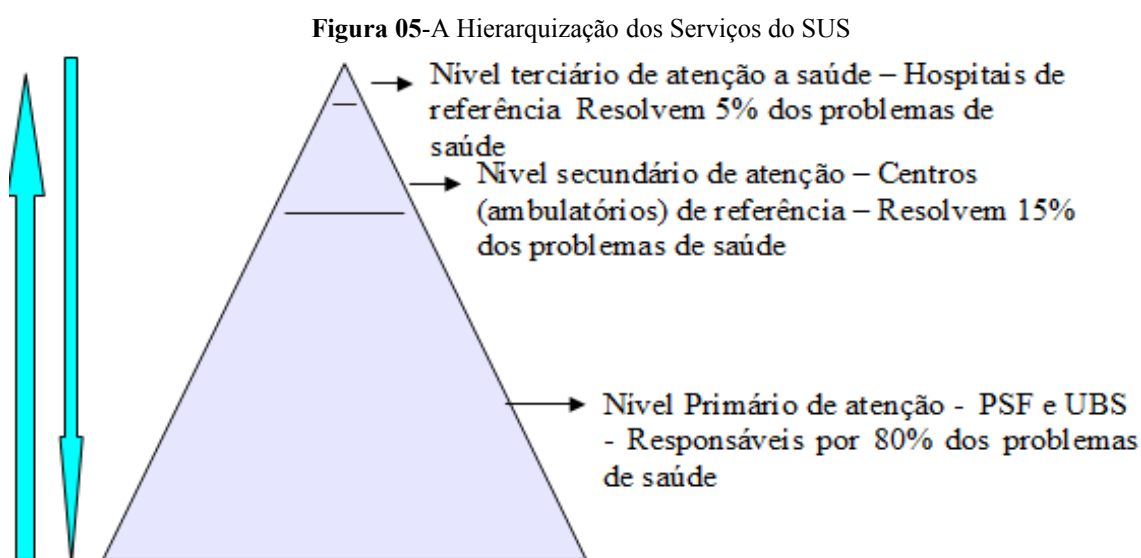 Figura 05-A Hierarquização dos Serviços do SUS
Nível terciário de atenção a saúde – Hospitais de
referência Resolvem 5% dos problemas de
saúde
Nivel secundário de atenção – Centros
(ambulatórios) de referência – Resolvem 15%
dos problemas de saúde
Nível Primário de atenção - PSF e UBS
- Responsáveis por 80% dos problemas
de saúde